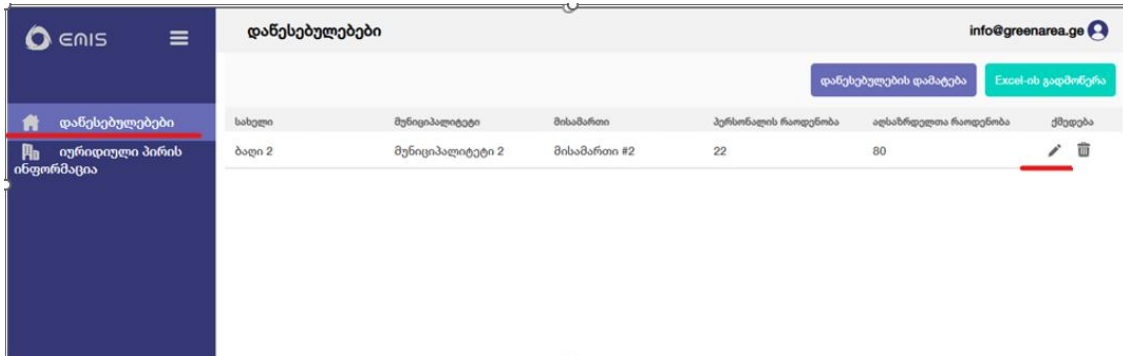 EMIS
დაწესებულებები
info@greenarea.ge
დაწესებულების დამატება
Excel-ის გადმოწერა
დაწესებულებები
იურიდიული პირის
ინფორმაცია
სახელი მუნიციპალიტეტი მისამართი პერსონალის რაოდენობა აღსაზრდელთა რაოდენობა ქმედება
ბაღი 2 მუნიციპალიტეტი 2 მისამართი #2 22 80